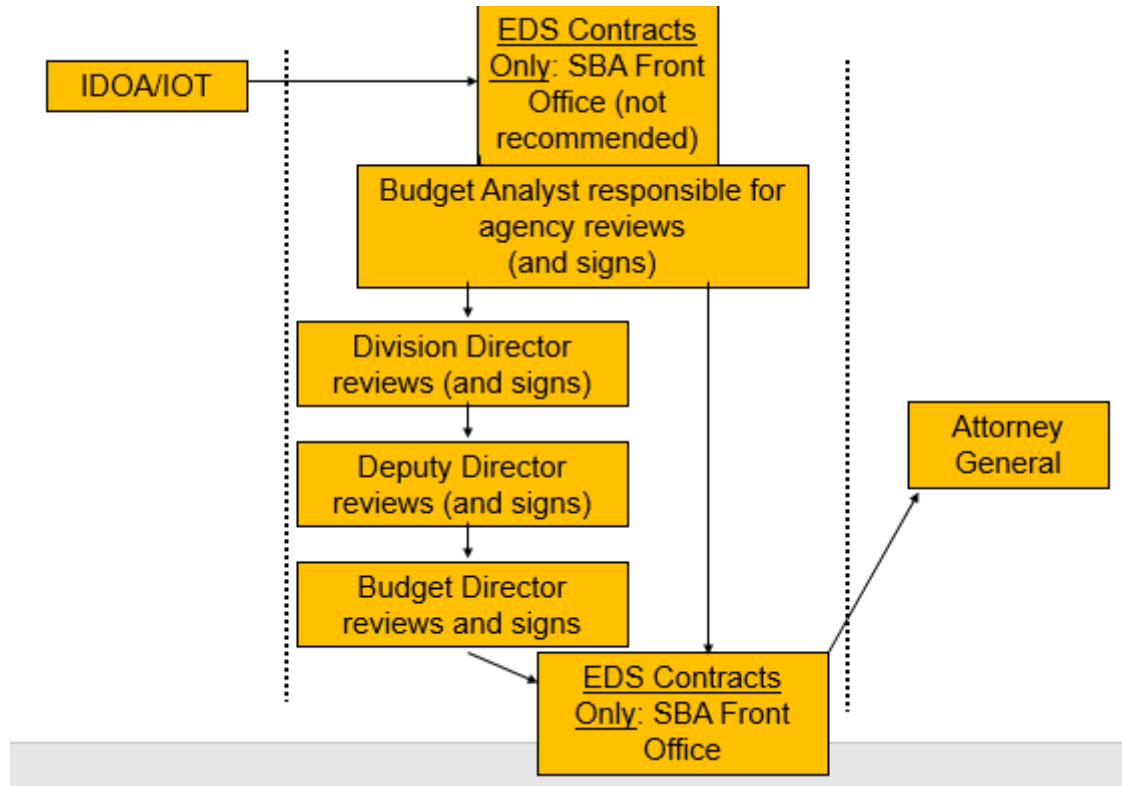 EDS Contracts
Only: SBA Front
Office (not
recommended)
IDOA/IOT
Budget Analyst responsible for
agency reviews
(and signs)
Division Director
reviews (and signs)
Deputy Director
reviews (and signs)
Budget Director
reviews and signs
EDS Contracts
Only: SBA Front
Office
Attorney
General